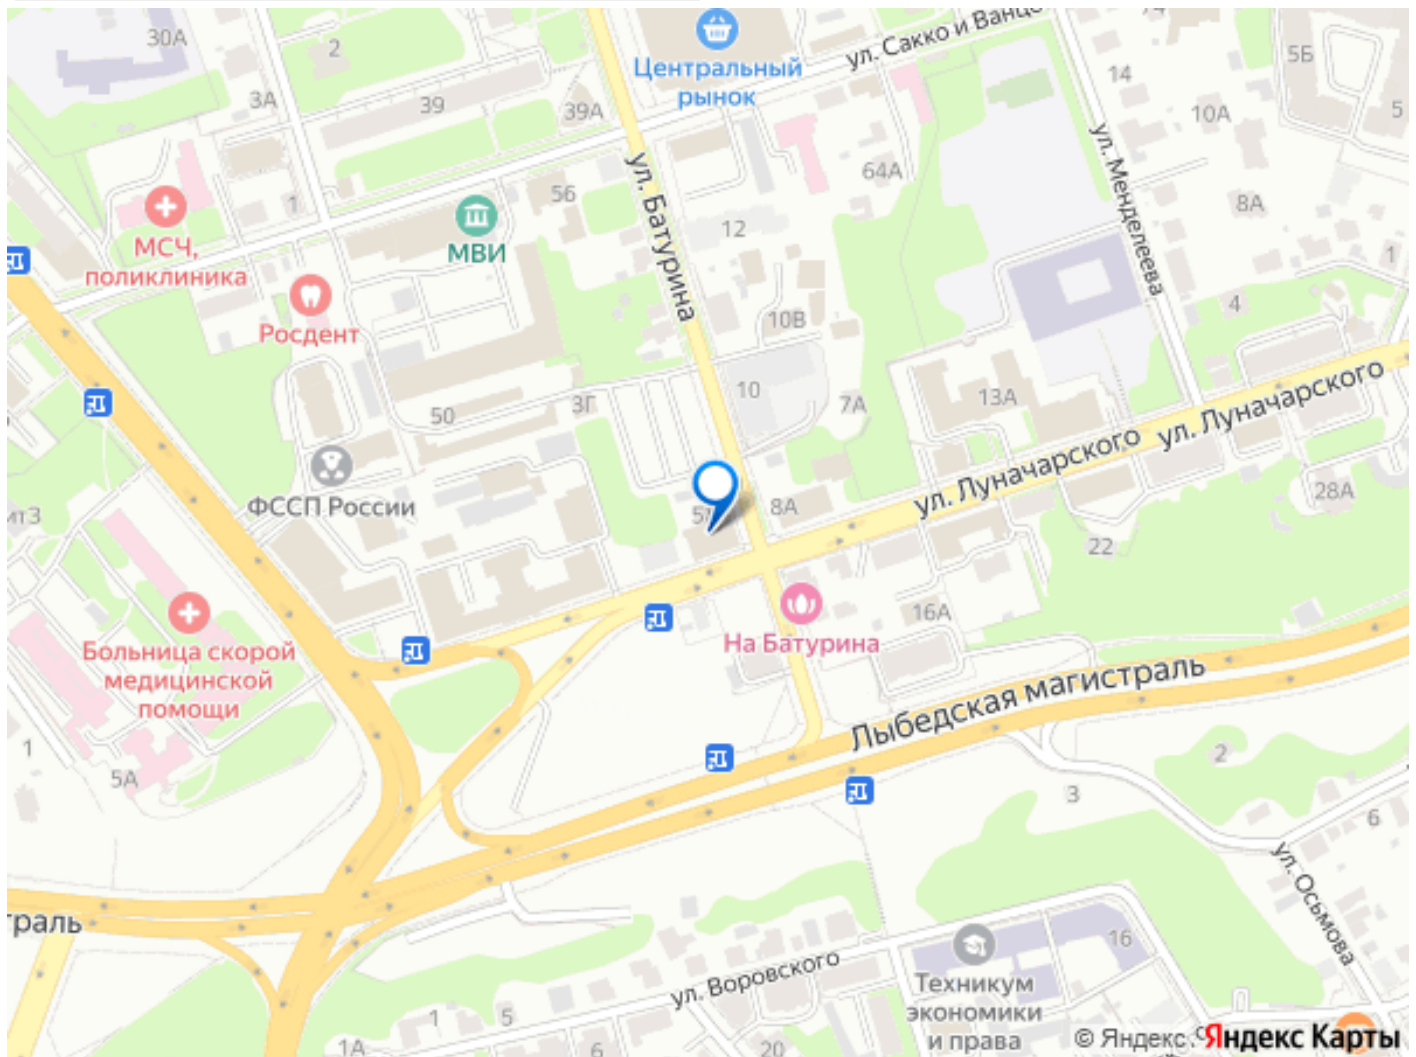 30А
2
Центральный
рынок
ул. Сакко и Ванце
14
5Б
3А
39
39А
10А
5
ул. Батурина
ул. Менделеева
64А
56
1
12
8А
МСЧ,
поликлиника
МВИ
1
4
Росдент
10В
10
50
3Г
7А
13А
ул. Луначарского
ул. Луначарского
ФССП России
8А
28А
22
16А
На Батурина
Больница скорой
медицинской
помощи
Лыбедская магистраль
1
5А
2
3
6
ул. Осьмова
траль
16
ул. Воровского
Техникум
экономики
и права
1
5
1А
6
20
© Яндекс
Яндекс Карты